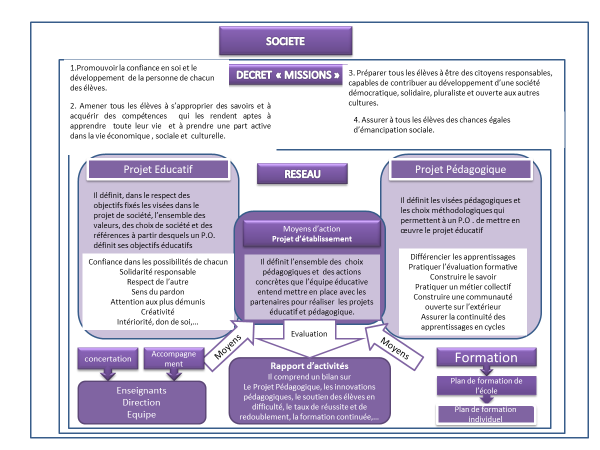 SOCIETE
DECRET « MISSIONS »
1.Promouvoir la confiance en soi et le
développement de la personne de chacun
des élèves.
2. Amener tous les élèves à s’approprier des savoirs et à
acquérir des compétences qui les rendent aptes à
apprendre toute leur vie et à prendre une part active
dans la vie économique , sociale et culturelle.
3. Préparer tous les élèves à être des citoyens responsables,
capables de contribuer au développement d’une société
démocratique, solidaire, pluraliste et ouverte aux autres
cultures.
4. Assurer à tous les élèves des chances égales
d’émancipation sociale.
RESEAU
Projet Educatif
Il définit, dans le respect des
objectifs fixés les visées dans le
projet de société, l’ensemble des
valeurs, des choix de société et des
références à partir desquels un P.O.
définit ses objectifs éducatifs
Confiance dans les possibilités de chacun
Solidarité responsable
Respect de l’autre
Sens du pardon
Attention aux plus démunis
Créativité
Intériorité, don de soi,…
Moyens d’action
Projet d’établissement
Il définit l’ensemble des choix
pédagogiques et des actions
concrètes que l’équipe éducative
entend mettre en place avec les
partenaires pour réaliser les projets
éducatif et pédagogique.
Projet Pédagogique
Il définit les visées pédagogiques et
les choix méthodologiques qui
permettent à un P.O . de mettre en
œuvre le projet éducatif
Différencier les apprentissages
Pratiquer l’évaluation formative
Construire le savoir
Pratiquer un métier collectif
Construire une communauté
ouverte sur l’extérieur
Assurer la continuité des
apprentissages en cycles
Moyens
Evaluation
Moyens
concertation
Accompagne
ment
Enseignants
Direction
Equipe
Rapport d’activités
Il comprend un bilan sur
Le Projet Pédagogique, les innovations
pédagogiques, le soutien des élèves en
difficulté, le taux de réussite et de
redoublement, la formation continuée,…
Formation
Plan de formation de
l’école
Plan de formation
individuel